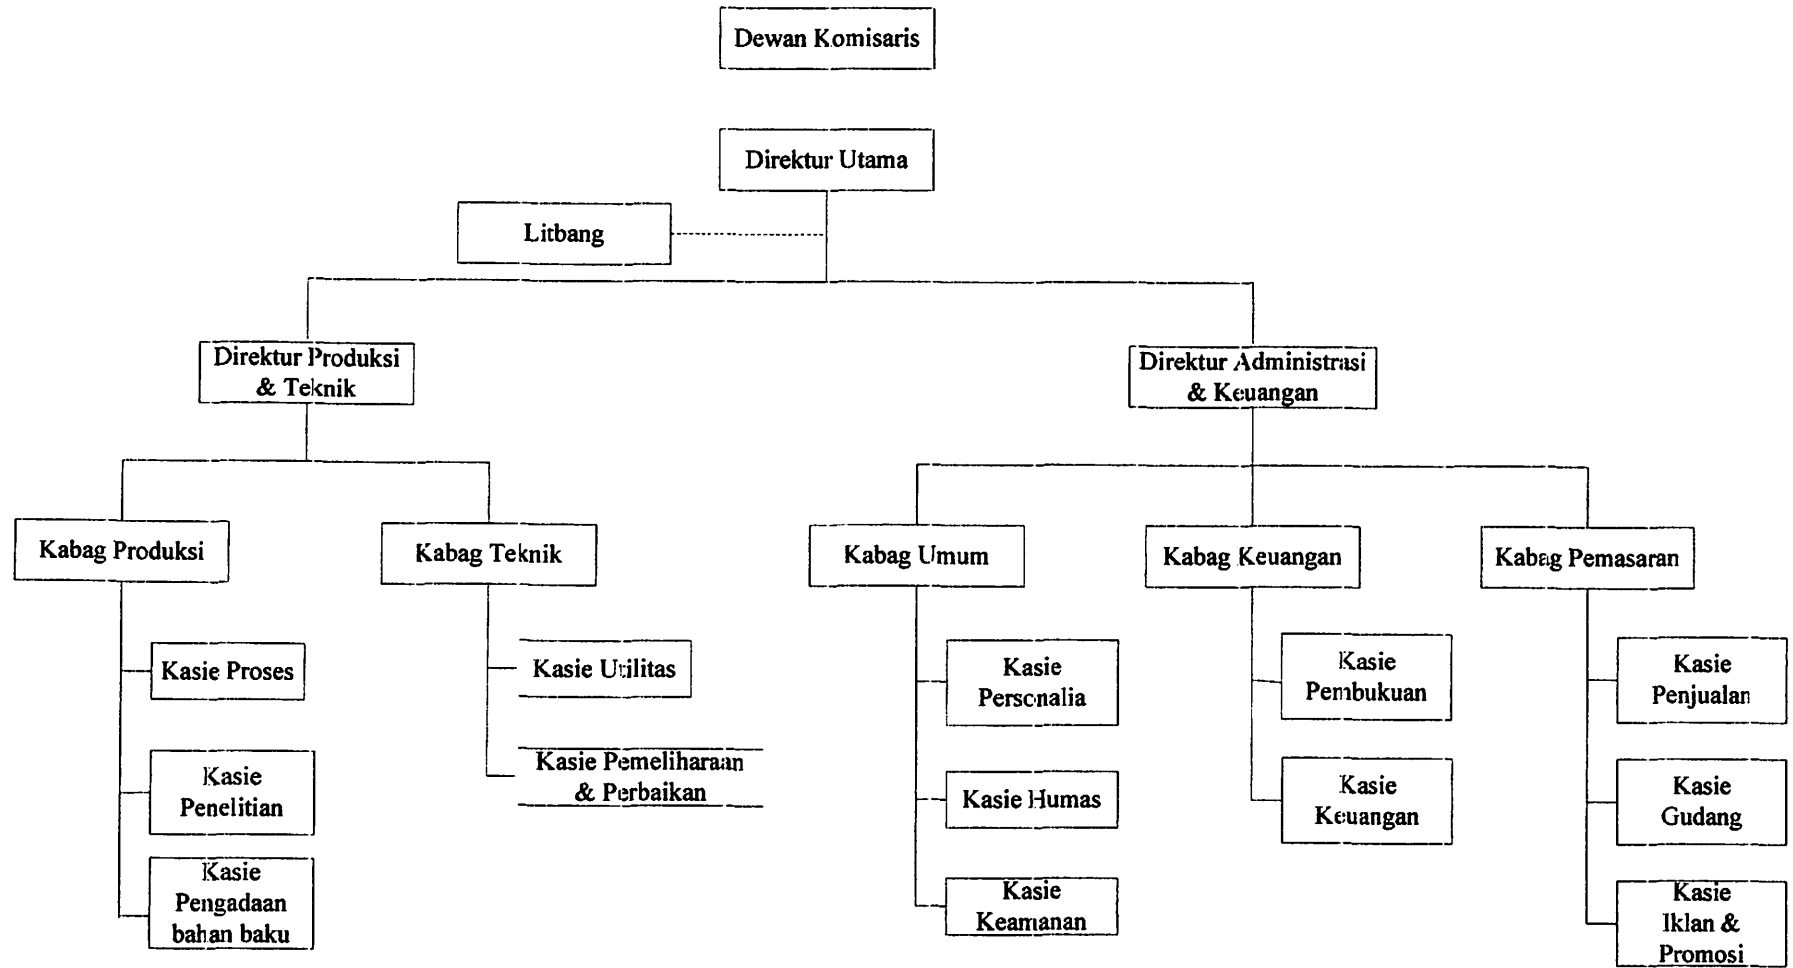 Dewan Komisaris
Direktur Utama
Litbang
Direktur Produksi
& Teknik
Direktur Administrasi
& Keuangan
Kabag Produksi
Kabag Teknik
Kabag Umum
Kabag Keuangan
Kabag Pemasaran
Kasie Proses
Kasie
Penelitian
Kasie
Pengadaan
bahan baku
Kasie Utilitas
Kasie Pemeliharaan
& Perbaikan
Kasie
Personalia
Kasie Humas
Kasie
Keamanan
Kasie
Pembukuan
Kasie
Keuangan
Kasie
Penjualan
Kasie
Gudang
Kasie
Iklan &
Promosi